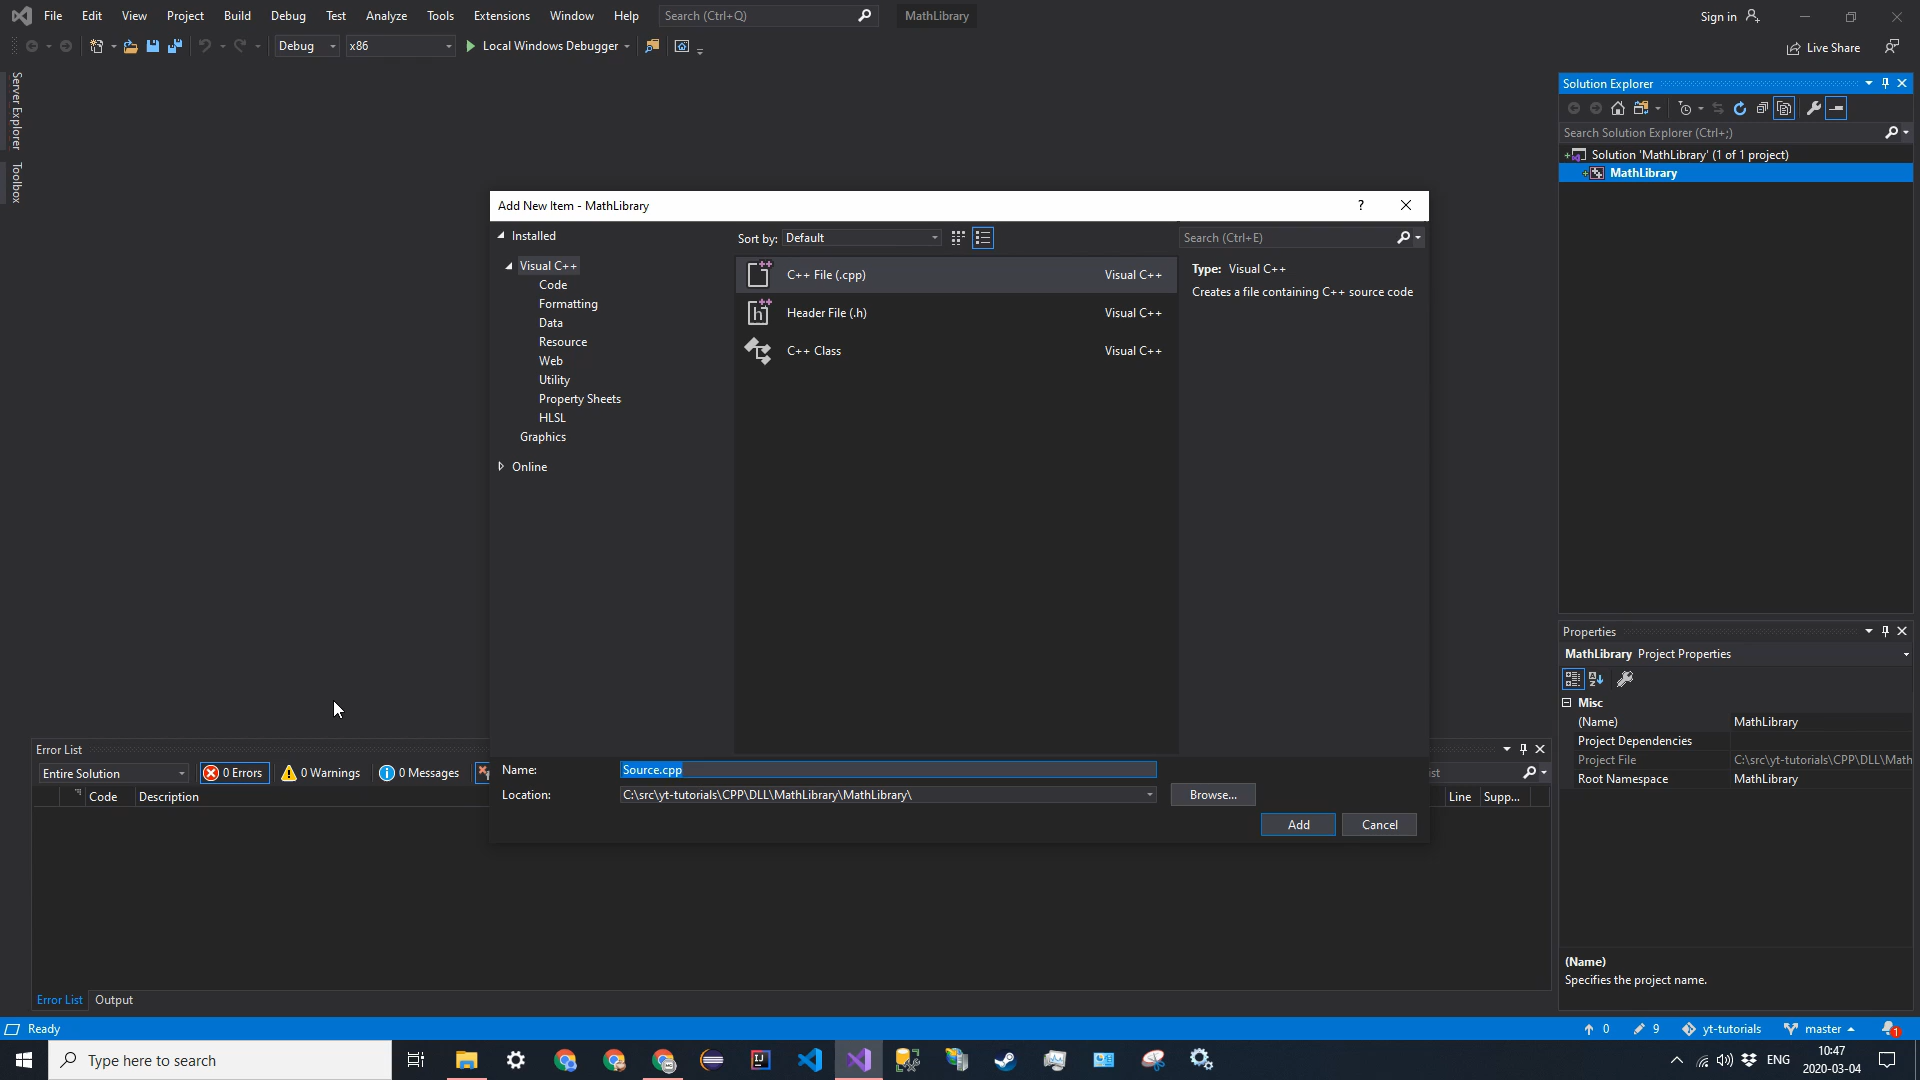 File Edit View Project Build Debug Test Analyze Tools Extensions Window Help Search (Ctrl+Q) MathLibrary Sign in
Debug x86 Local Windows Debugger Live Share
Server Explorer
Toolbox
Solution Explorer
Search Solution Explorer (Ctrl+;)
Solution 'MathLibrary' (1 of 1 project)
MathLibrary
Add New Item - MathLibrary ?
Installed
Sort by: Default
Search (Ctrl+E)
Visual C++
Code
Formatting
Data
Resource
Web
Utility
Property Sheets
HLSL
Graphics
Online
C++ File (.cpp) Visual C++
Header File (.h) Visual C++
C++ Class Visual C++
Type: Visual C++
Creates a file containing C++ source code
Name: Source.cpp
Location: C:\src\yt-tutorials\CPP\DLL\MathLibrary\MathLibrary\ Browse...
Add Cancel
Properties
MathLibrary Project Properties
Misc
(Name) MathLibrary
Project Dependencies
Project File C:\src\yt-tutorials\CPP\DLL\Math
Root Namespace MathLibrary
(Name)
Specifies the project name.
Error List
Entire Solution 0 Errors 0 Warnings 0 Messages ist
Code Description Line Supp...
Error List Output
Ready 0 9 yt-tutorials master 1
Type here to search ENG 10:47
2020-03-04